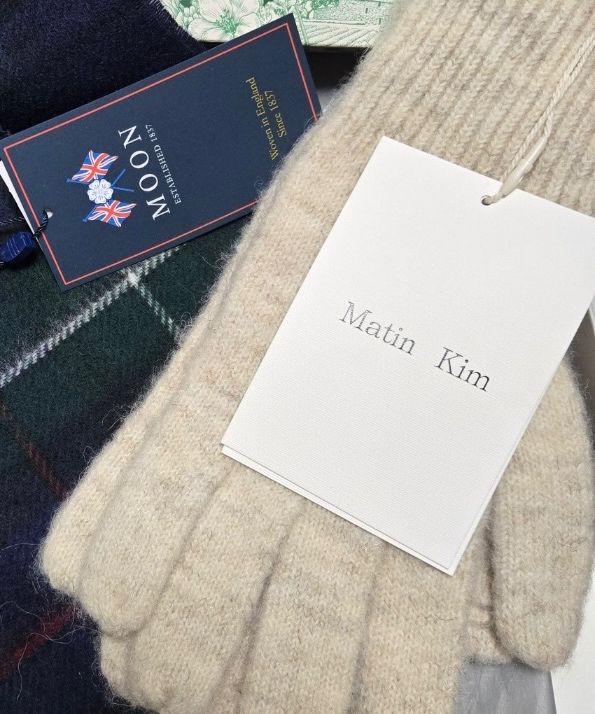 MOON
ESTABLISHED 1837
Woven in England
Since 1837
Matin Kim